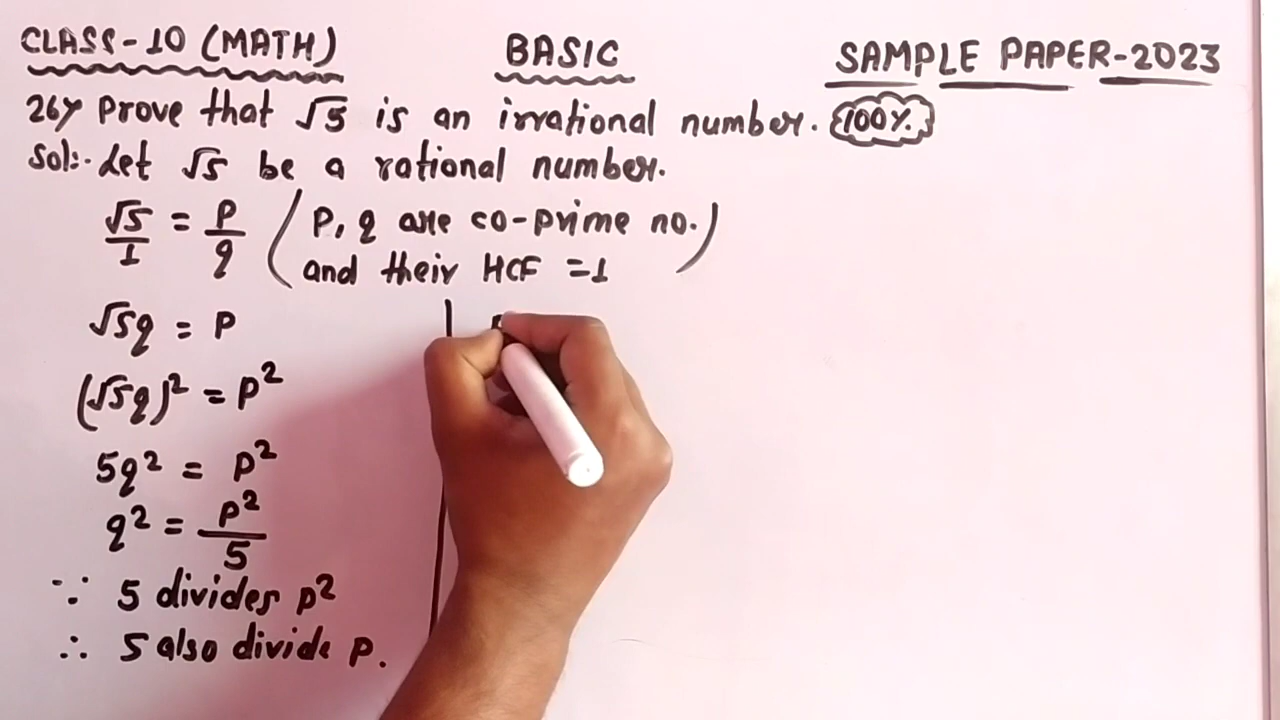 CLASS-10 (MATH) BASIC SAMPLE PAPER-2023
26) Prove that √5 is an irrational number. 100%
Sol:- Let √5 be a rational number.
√5/1 = P/q (P, q are co-prime no. and their HCF = 1)
√5q = P
(√5q)² = P²
5q² = P²
q² = P²/5
∵ 5 divides P²
∴ 5 also divide P.